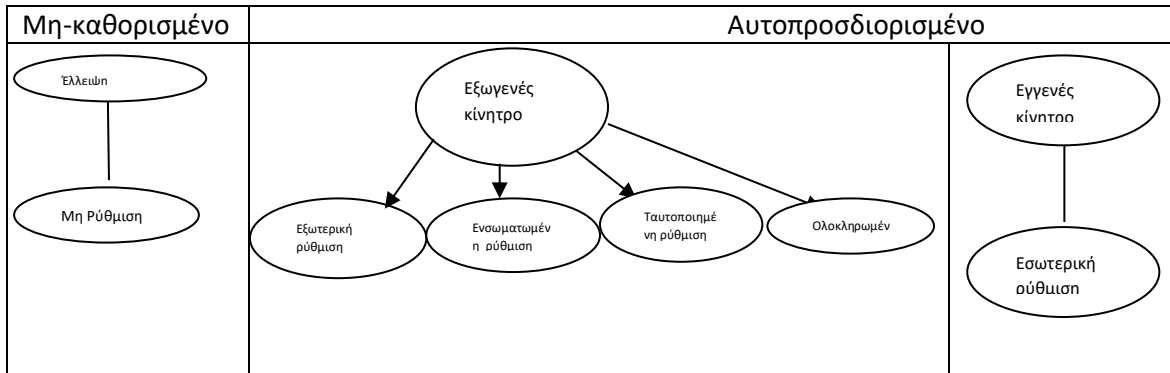 Μη-καθορισμένο
Αυτοπροσδιορισμένο
Έλλειψη
Μη Ρύθμιση
Εξωγενές
κίνητρο
Εξωτερική
ρύθμιση
Ενσωματωμέν
η ρύθμιση
Ταυτοποιημέ
νη ρύθμιση
Ολοκληρωμέν
Εγγενές
κίνητρο
Εσωτερική
ρύθμιση